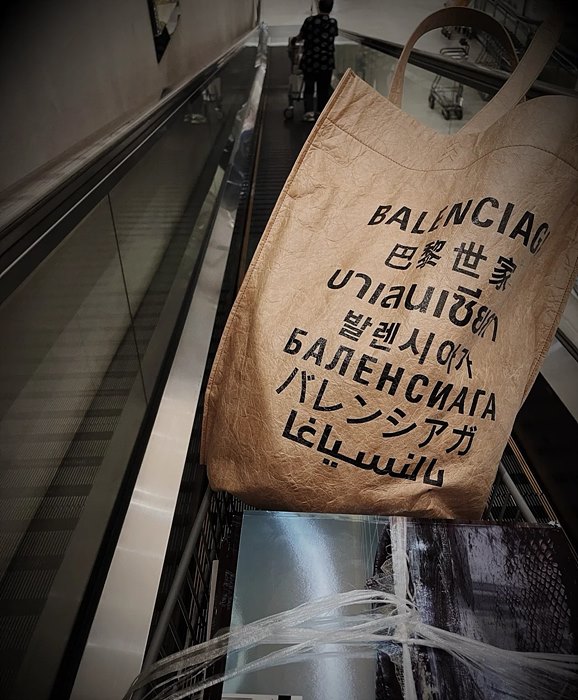 BALENCIAG
巴黎世家
บาเลนเซียกา
발렌시아가
БАЛЕНСИАГА
バレンシアガ
بالنسياغا